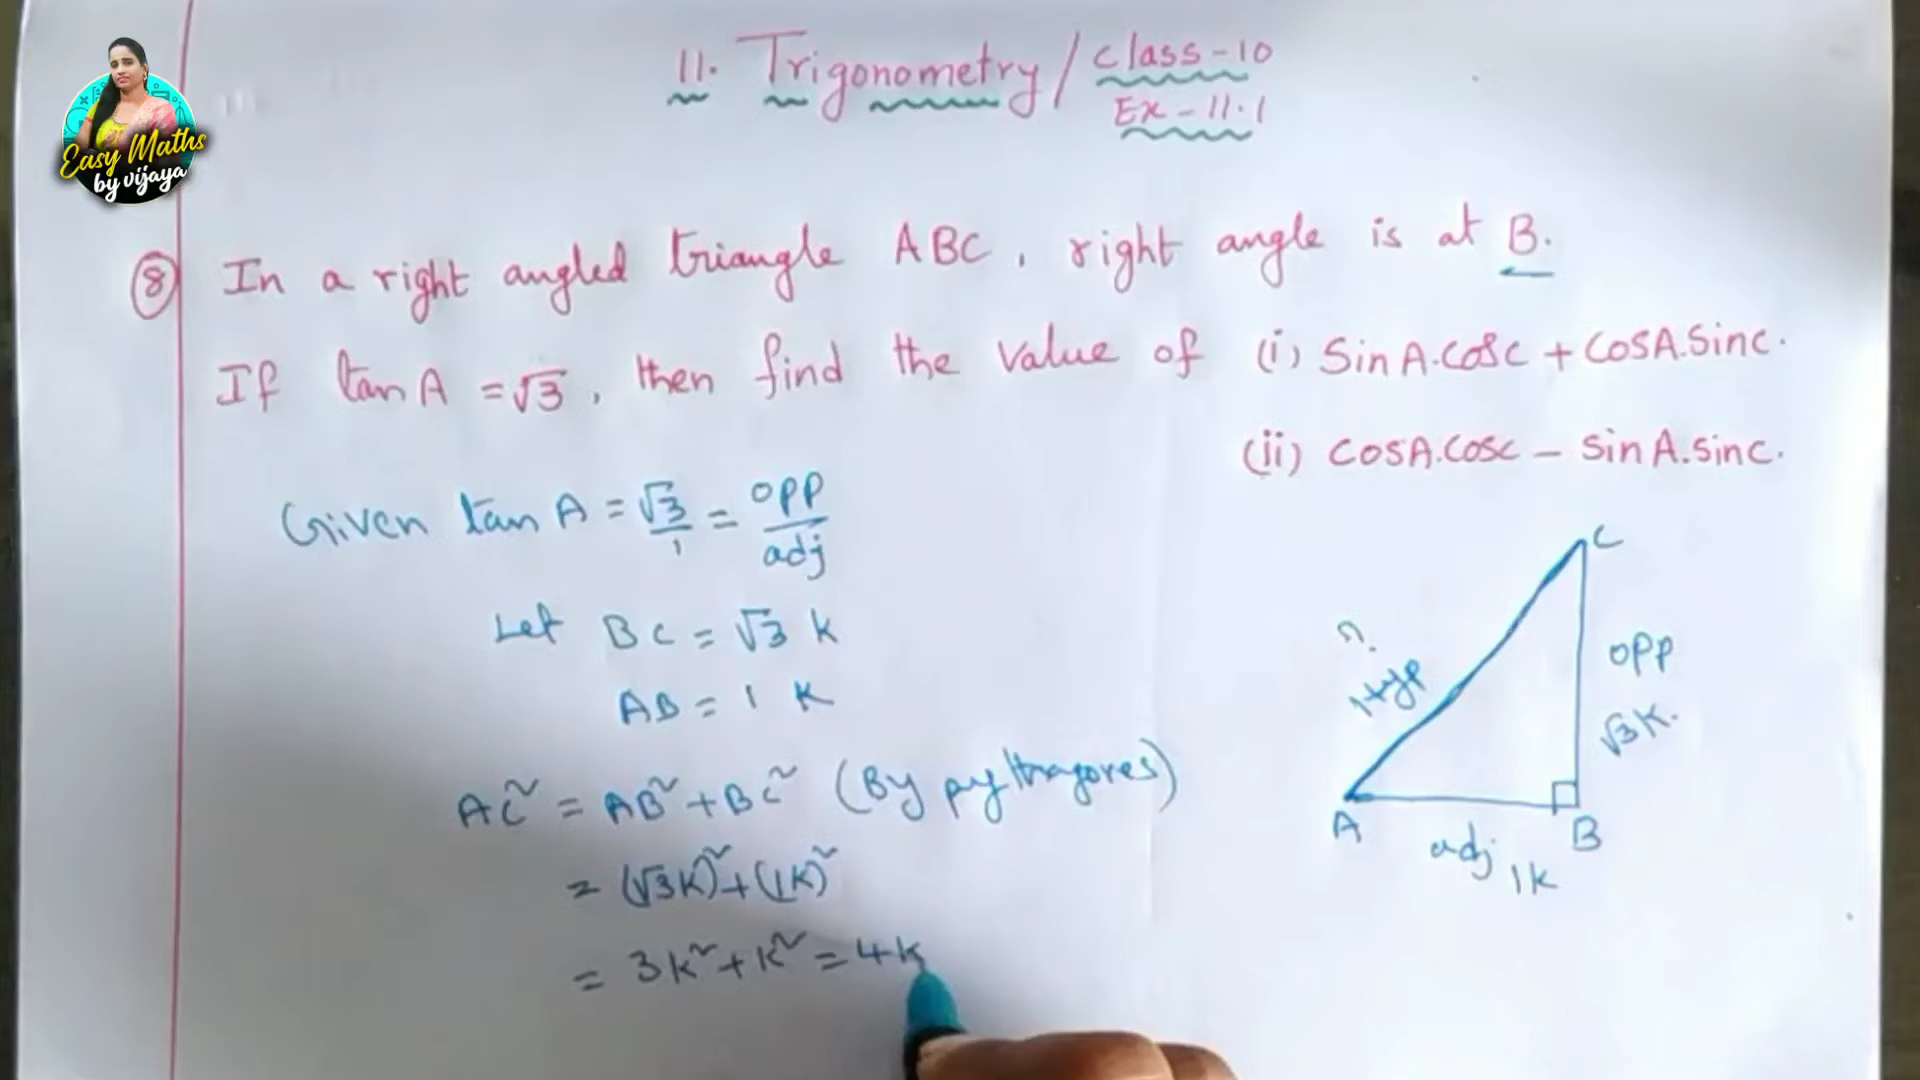 Easy Maths
by vijaya
11. Trigonometry / Class-10
Ex-11.1
⑧ In a right angled triangle ABC, right angle is at B.
If tan A = √3, then find the value of (i) Sin A.Cosc + CosA.Sinc.
(ii) CosA.Cosc - Sin A.Sinc.
Given tan A = √3/1 = opp/adj
Let BC = √3 K
AB = 1 K
AC² = AB² + BC² (By pythagores)
= (√3K)² + (1K)²
= 3K² + K² = 4K
C
?
Hyp
opp
√3K.
A
B
adj
1K